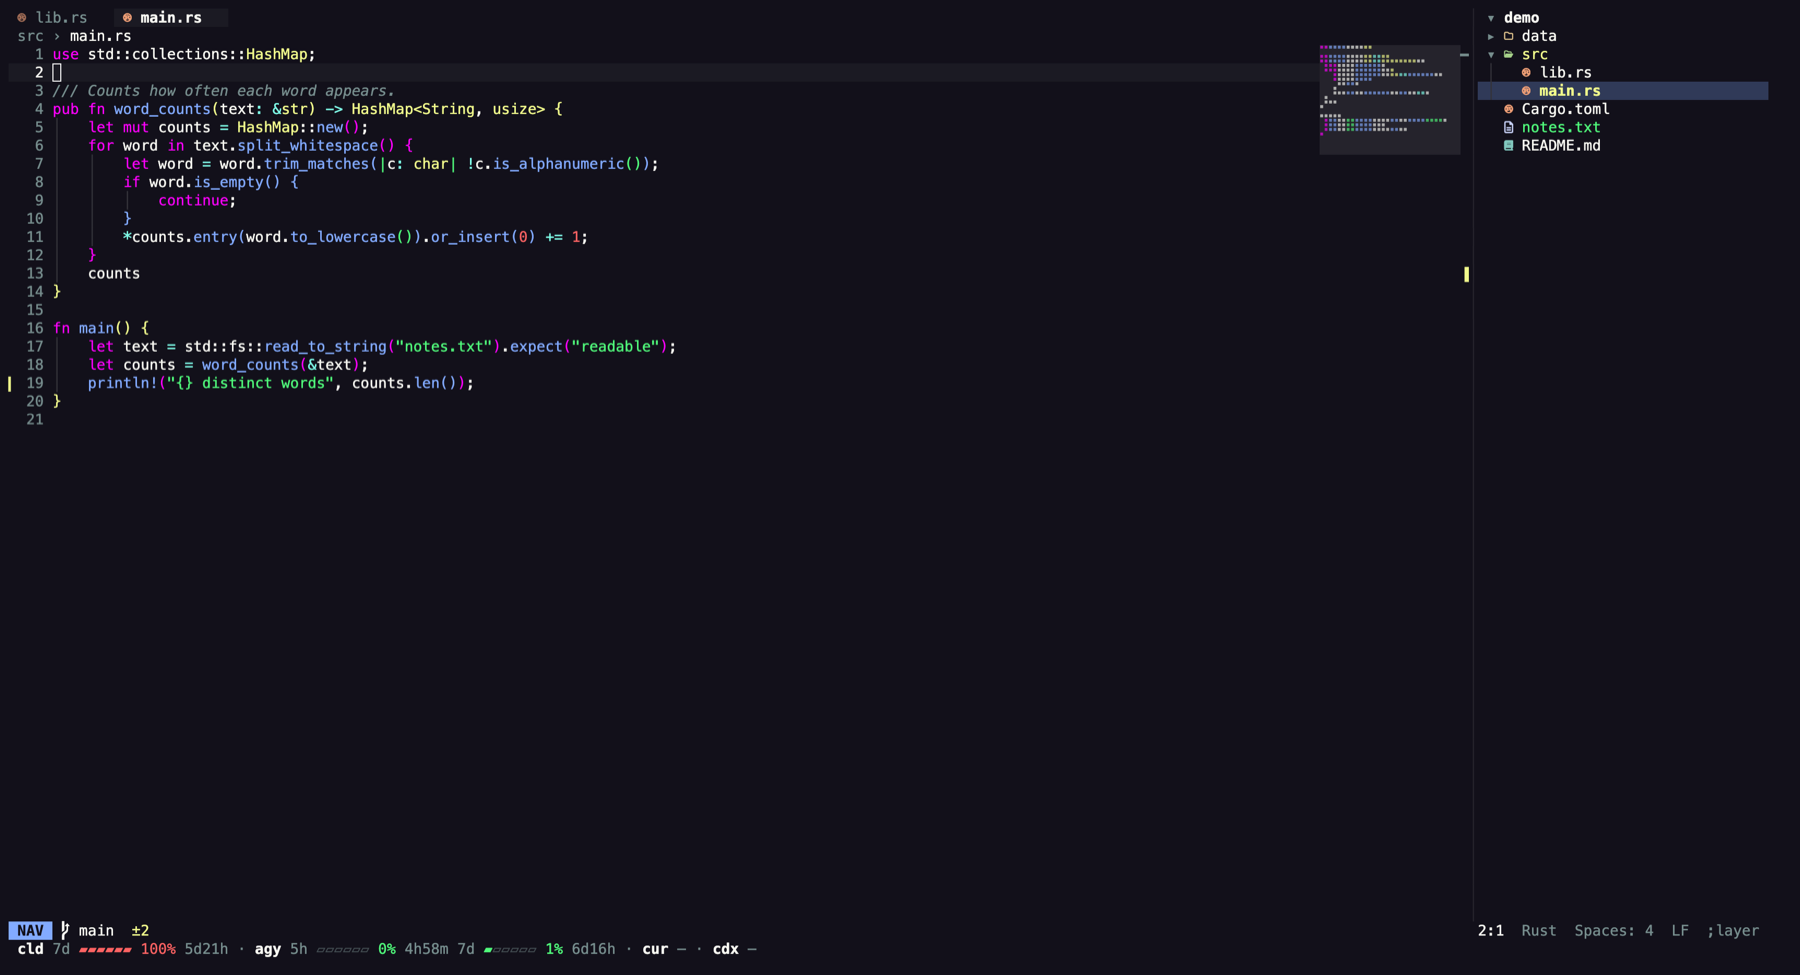 lib.rs main.rs
src › main.rs
1 use std::collections::HashMap;
2
3 /// Counts how often each word appears.
4 pub fn word_counts(text: &str) -> HashMap<String, usize> {
5     let mut counts = HashMap::new();
6     for word in text.split_whitespace() {
7         let word = word.trim_matches(|c: char| !c.is_alphanumeric());
8         if word.is_empty() {
9             continue;
10         }
11         *counts.entry(word.to_lowercase()).or_insert(0) += 1;
12     }
13     counts
14 }
15
16 fn main() {
17     let text = std::fs::read_to_string("notes.txt").expect("readable");
18     let counts = word_counts(&text);
19     println!("{} distinct words", counts.len());
20 }
21
demo
data
src
lib.rs
main.rs
Cargo.toml
notes.txt
README.md
NAV main ±2 2:1 Rust Spaces: 4 LF ;layer
cld 7d 100% 5d21h · agy 5h 0% 4h58m 7d 1% 6d16h · cur — · cdx —